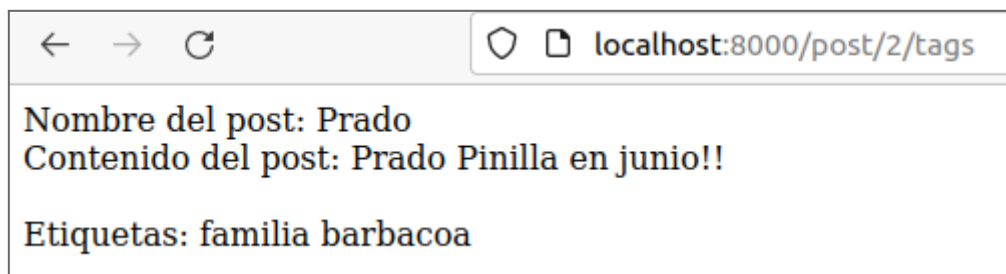 localhost:8000/post/2/tags
Nombre del post: Prado
Contenido del post: Prado Pinilla en junio!!
Etiquetas: familia barbacoa